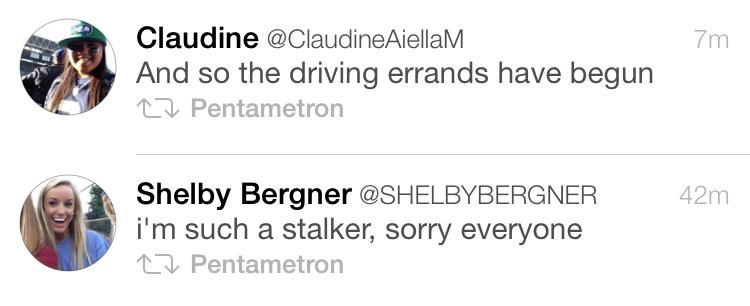 Claudine @ClaudineAiellaM 7m
And so the driving errands have begun
Pentametron
Shelby Bergner @SHELBYBERGNER 42m
i'm such a stalker, sorry everyone
Pentametron